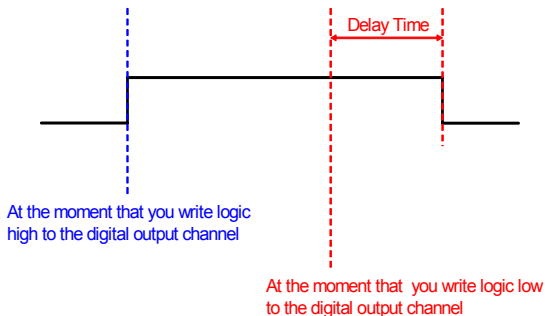 Delay Time
At the moment that you write logic
high to the digital output channel
At the moment that you write logic low
to the digital output channel